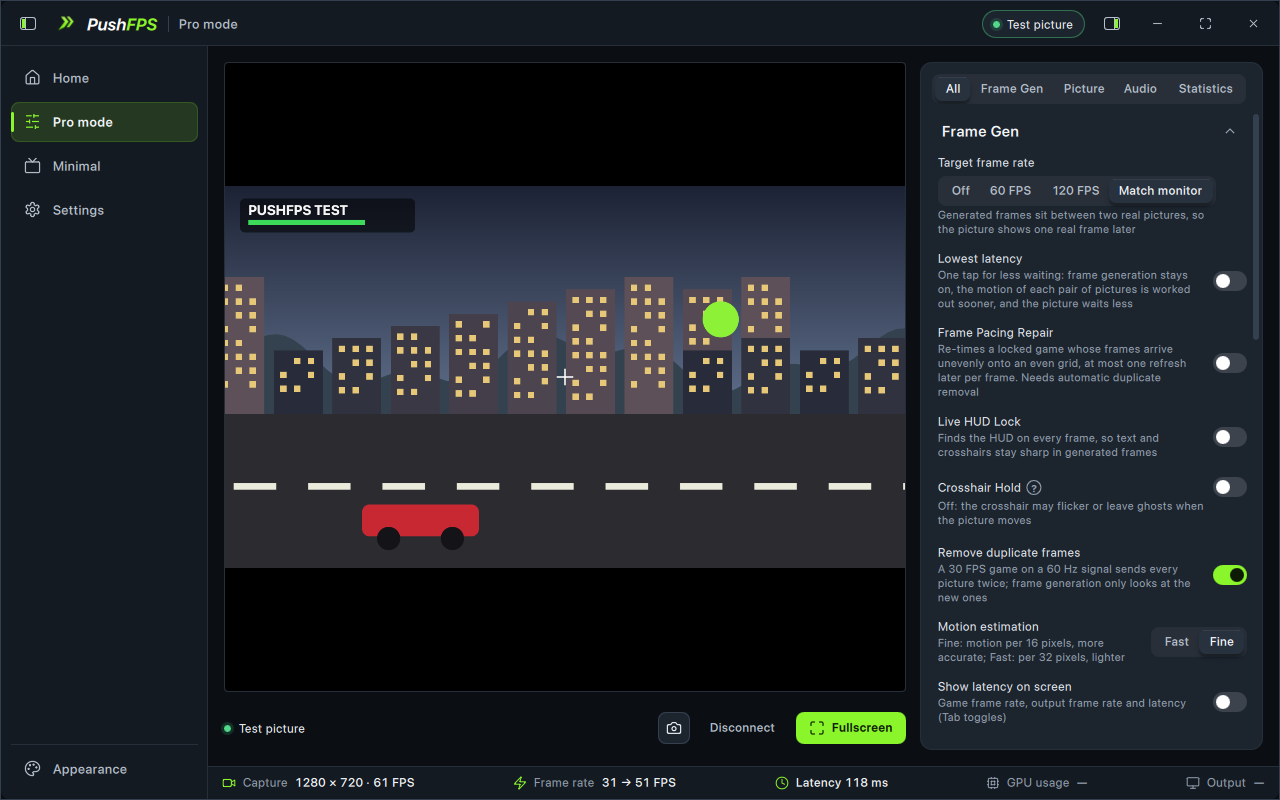 PushFPS
Pro mode
Test picture
Home
Pro mode
Minimal
Settings
Appearance
PUSHFPS TEST
Test picture
Disconnect
Fullscreen
All
Frame Gen
Picture
Audio
Statistics
Frame Gen
Target frame rate
Off
60 FPS
120 FPS
Match monitor
Generated frames sit between two real pictures, so
the picture shows one real frame later
Lowest latency
One tap for less waiting: frame generation stays
on, the motion of each pair of pictures is worked
out sooner, and the picture waits less
Frame Pacing Repair
Re-times a locked game whose frames arrive
unevenly onto an even grid, at most one refresh
later per frame. Needs automatic duplicate
removal
Live HUD Lock
Finds the HUD on every frame, so text and
crosshairs stay sharp in generated frames
Crosshair Hold ?
Off: the crosshair may flicker or leave ghosts when
the picture moves
Remove duplicate frames
A 30 FPS game on a 60 Hz signal sends every
picture twice; frame generation only looks at the
new ones
Motion estimation
Fine: motion per 16 pixels, more
accurate; Fast: per 32 pixels, lighter
Fast
Fine
Show latency on screen
Game frame rate, output frame rate and latency
(Tab toggles)
Capture 1280 × 720 · 61 FPS
Frame rate 31 → 51 FPS
Latency 118 ms
GPU usage —
Output —